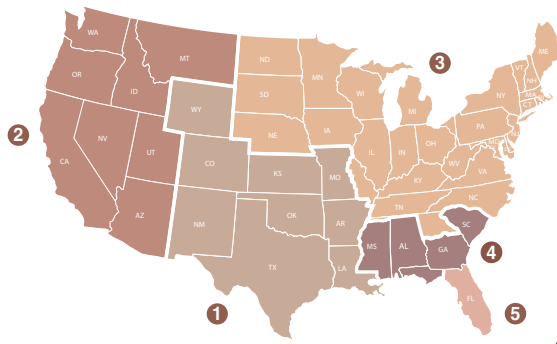 WA
MT
ND
MN
ME
VT
NH
OR
ID
SD
WI
MI
NY
MA
CT
WY
NE
IA
PA
NJ
NV
UT
CO
IL
IN
OH
MD
WV
VA
CA
KS
MO
KY
NC
AZ
NM
OK
AR
TN
SC
TX
LA
MS
AL
GA
FL
3
2
1
4
5